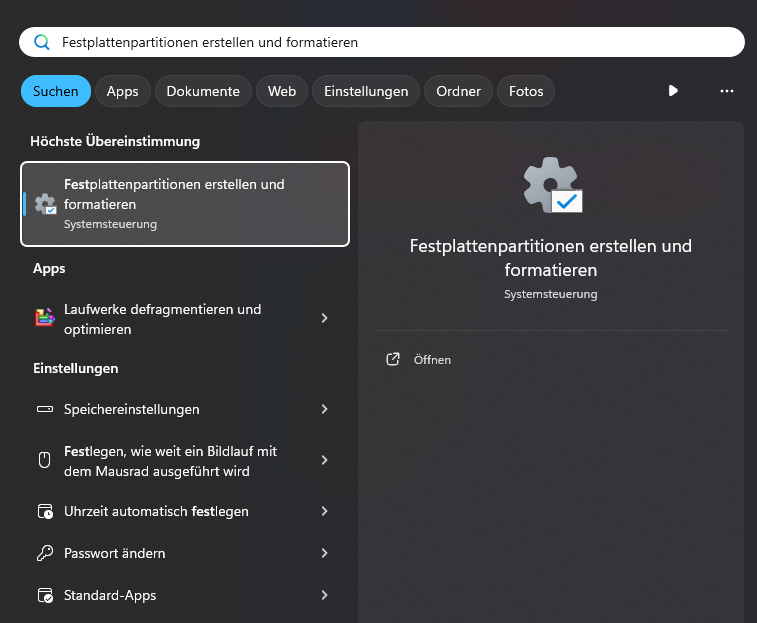 Festplattenpartitionen erstellen und formatieren
Suchen Apps Dokumente Web Einstellungen Ordner Fotos
Höchste Übereinstimmung
Festplattenpartitionen erstellen und
formatieren
Systemsteuerung
Apps
Laufwerke defragmentieren und
optimieren
Einstellungen
Speichereinstellungen
Festlegen, wie weit ein Bildlauf mit
dem Mausrad ausgeführt wird
Uhrzeit automatisch festlegen
Passwort ändern
Standard-Apps
Festplattenpartitionen erstellen und
formatieren
Systemsteuerung
Öffnen